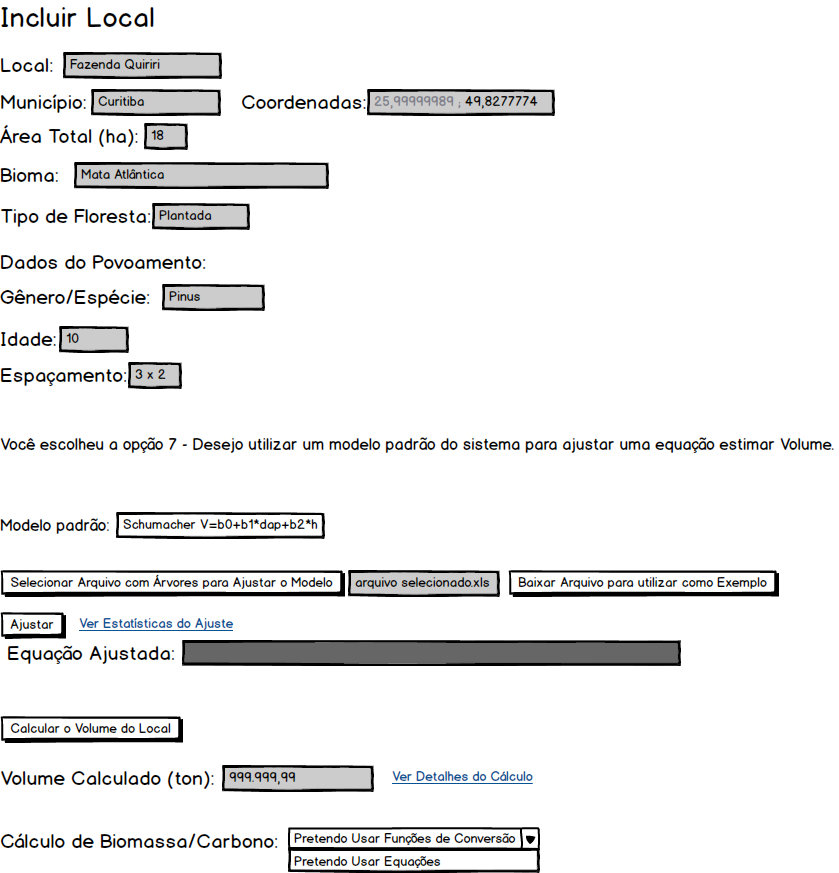 Incluir Local
Local: Fazenda Quiriri
Município: Curitiba Coordenadas: 25,99999989 ; 49,8277774
Área Total (ha): 18
Bioma: Mata Atlântica
Tipo de Floresta: Plantada
Dados do Povoamento:
Gênero/Espécie: Pinus
Idade: 10
Espaçamento: 3 x 2
Você escolheu a opção 7 - Desejo utilizar um modelo padrão do sistema para ajustar uma equação estimar Volume.
Modelo padrão: Schumacher V=b0+b1*dap+b2*h
Selecionar Arquivo com Árvores para Ajustar o Modelo arquivo selecionado.xls Baixar Arquivo para utilizar como Exemplo
Ajustar Ver Estatísticas do Ajuste
Equação Ajustada:
Calcular o Volume do Local
Volume Calculado (ton): 999.999,99 Ver Detalhes do Cálculo
Cálculo de Biomassa/Carbono: Pretendo Usar Funções de Conversão
Pretendo Usar Equações